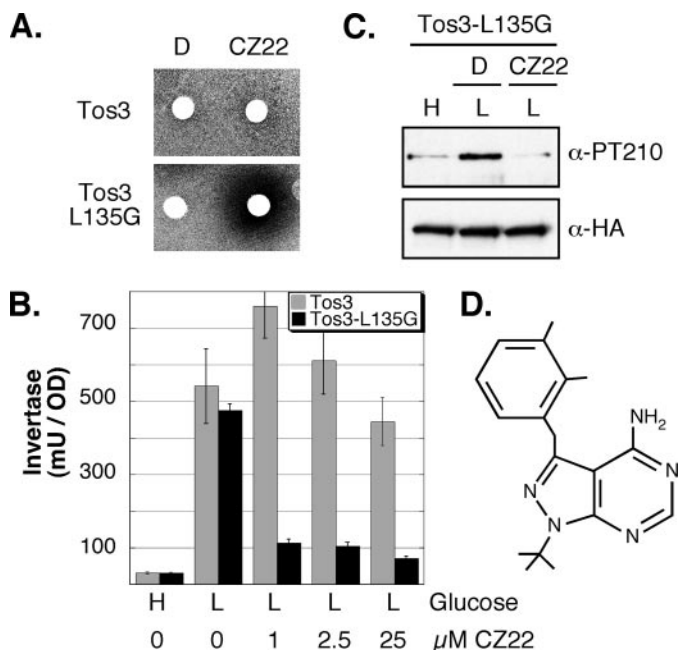 A.
D CZ22
Tos3
Tos3
L135G
C.
Tos3-L135G
D CZ22
H L L
α-PT210
α-HA
B.
Tos3
Tos3-L135G
700
500
300
100
Invertase
(mU / OD)
H L L L L Glucose
0 0 1 2.5 25 µM CZ22
D.
NH2
N
N
N
N